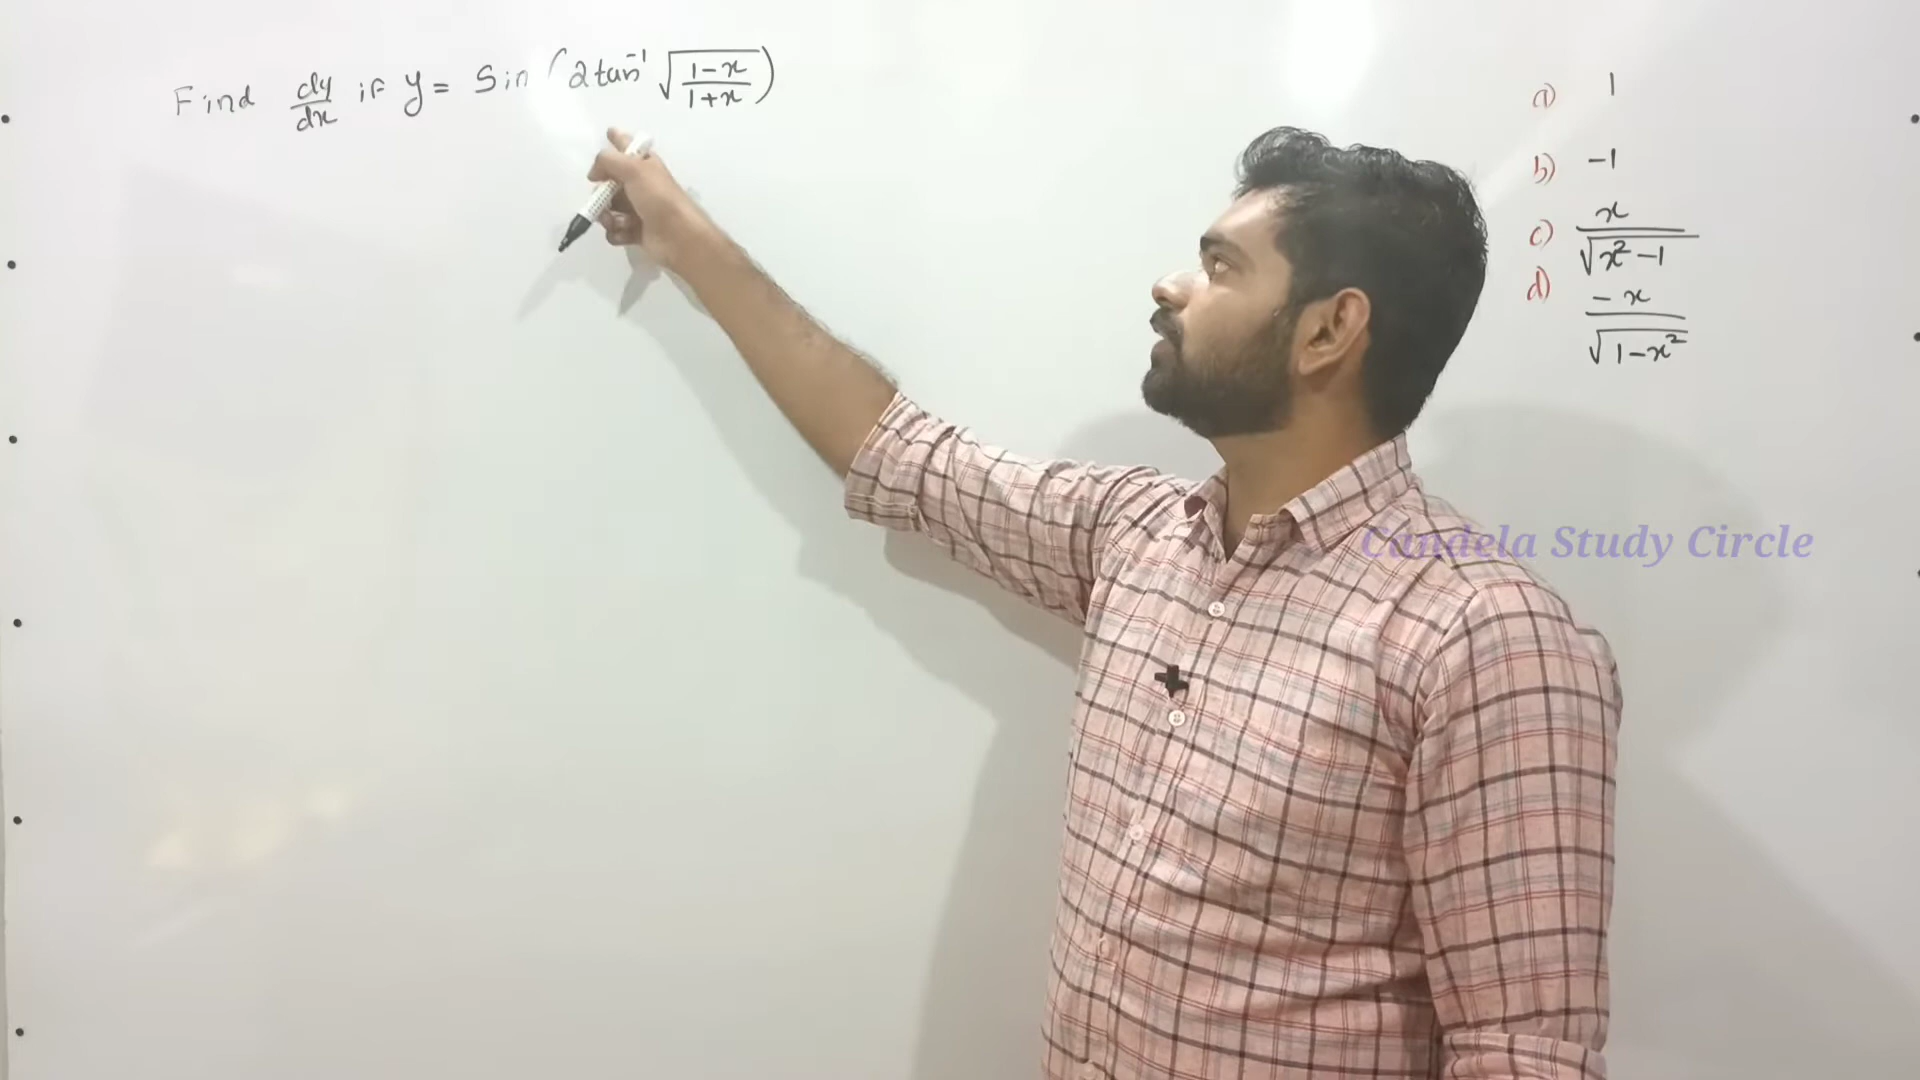 Find dy/dx if y = Sin (2tan⁻¹ √((1-x)/(1+x)))
a) 1
b) -1
c) x/√(x²-1)
d) -x/√(1-x²)
Candela Study Circle